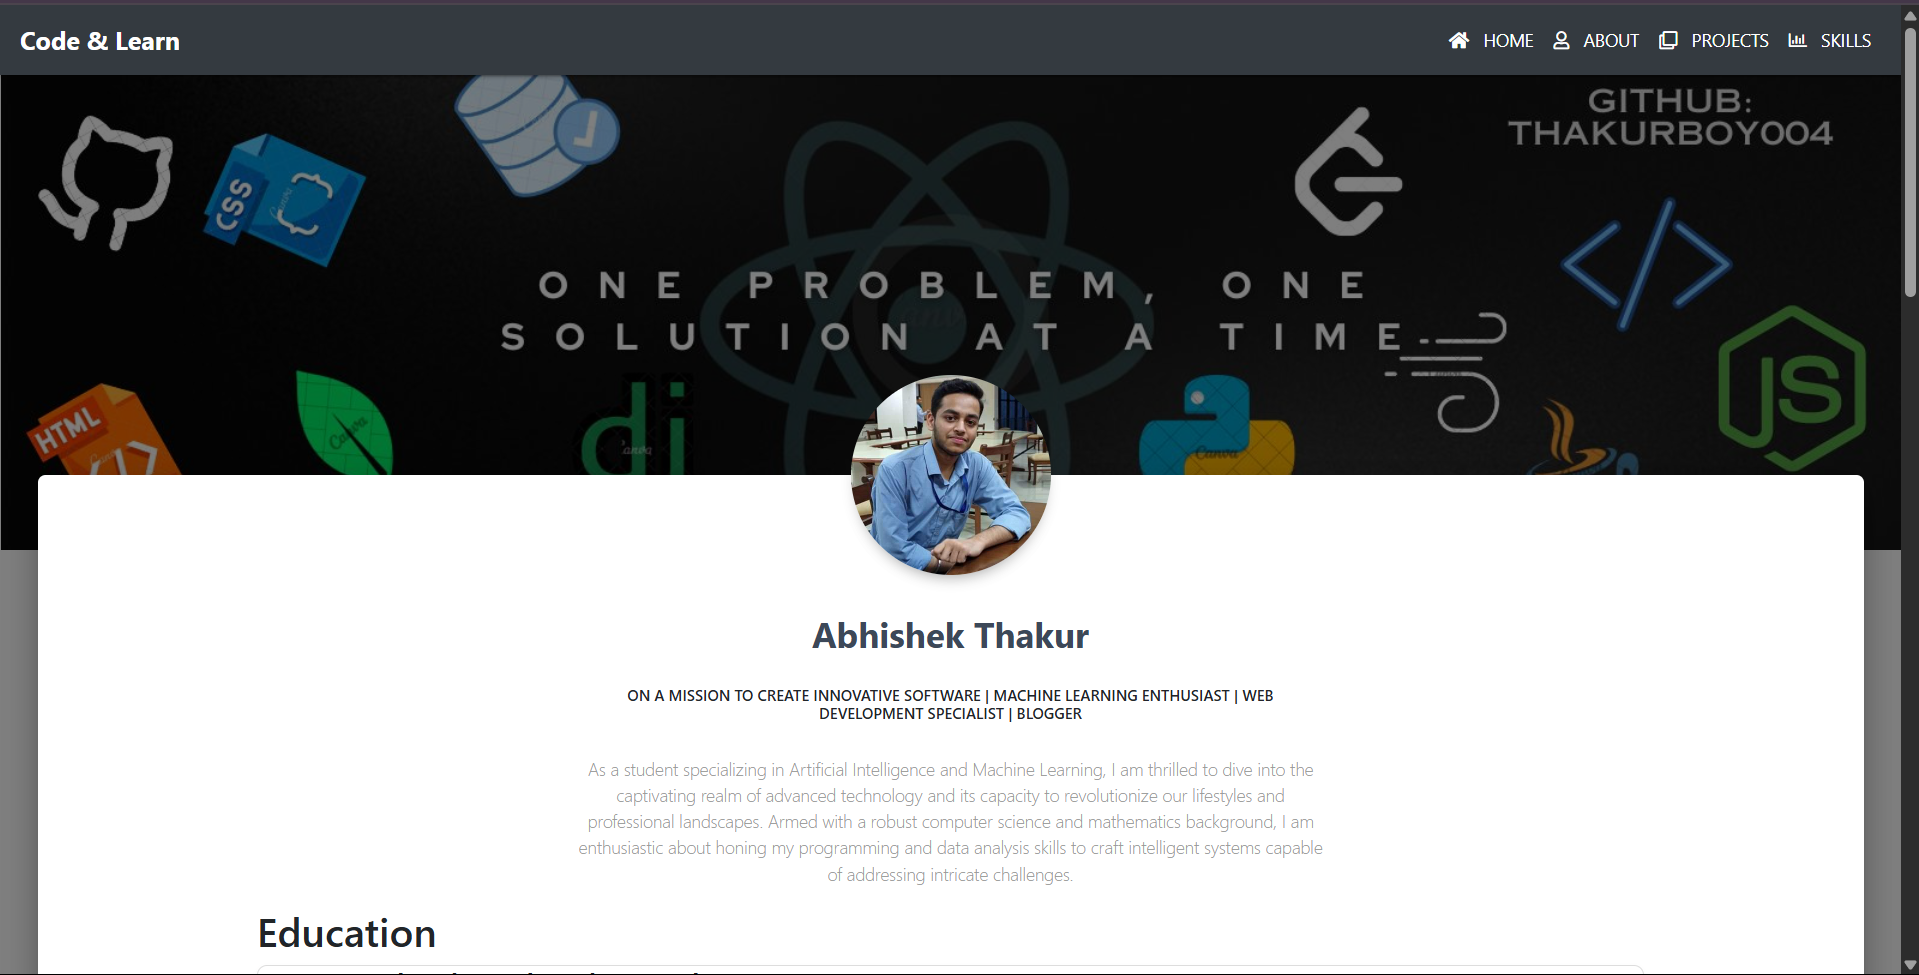 Code & Learn
HOME ABOUT PROJECTS SKILLS
GITHUB:
THAKURBOY004
CSS
ONE PROBLEM, ONE
SOLUTION AT A TIME
HTML
Canva
dj
Canva
JS
Abhishek Thakur
ON A MISSION TO CREATE INNOVATIVE SOFTWARE | MACHINE LEARNING ENTHUSIAST | WEB
DEVELOPMENT SPECIALIST | BLOGGER
As a student specializing in Artificial Intelligence and Machine Learning, I am thrilled to dive into the
captivating realm of advanced technology and its capacity to revolutionize our lifestyles and
professional landscapes. Armed with a robust computer science and mathematics background, I am
enthusiastic about honing my programming and data analysis skills to craft intelligent systems capable
of addressing intricate challenges.
Education